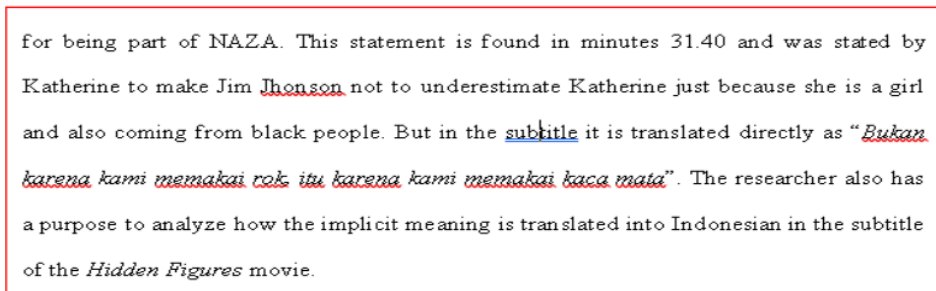 for being part of NAZA. This statement is found in minutes 31.40 and was stated by
Katherine to make Jim Jhonson not to underestimate Katherine just because she is a girl
and also coming from black people. But in the subtitle it is translated directly as “Bukan
karena kami memakai rok, itu karena kami memakai kaca mata”. The researcher also has
a purpose to analyze how the implicit meaning is translated into Indonesian in the subtitle
of the Hidden Figures movie.